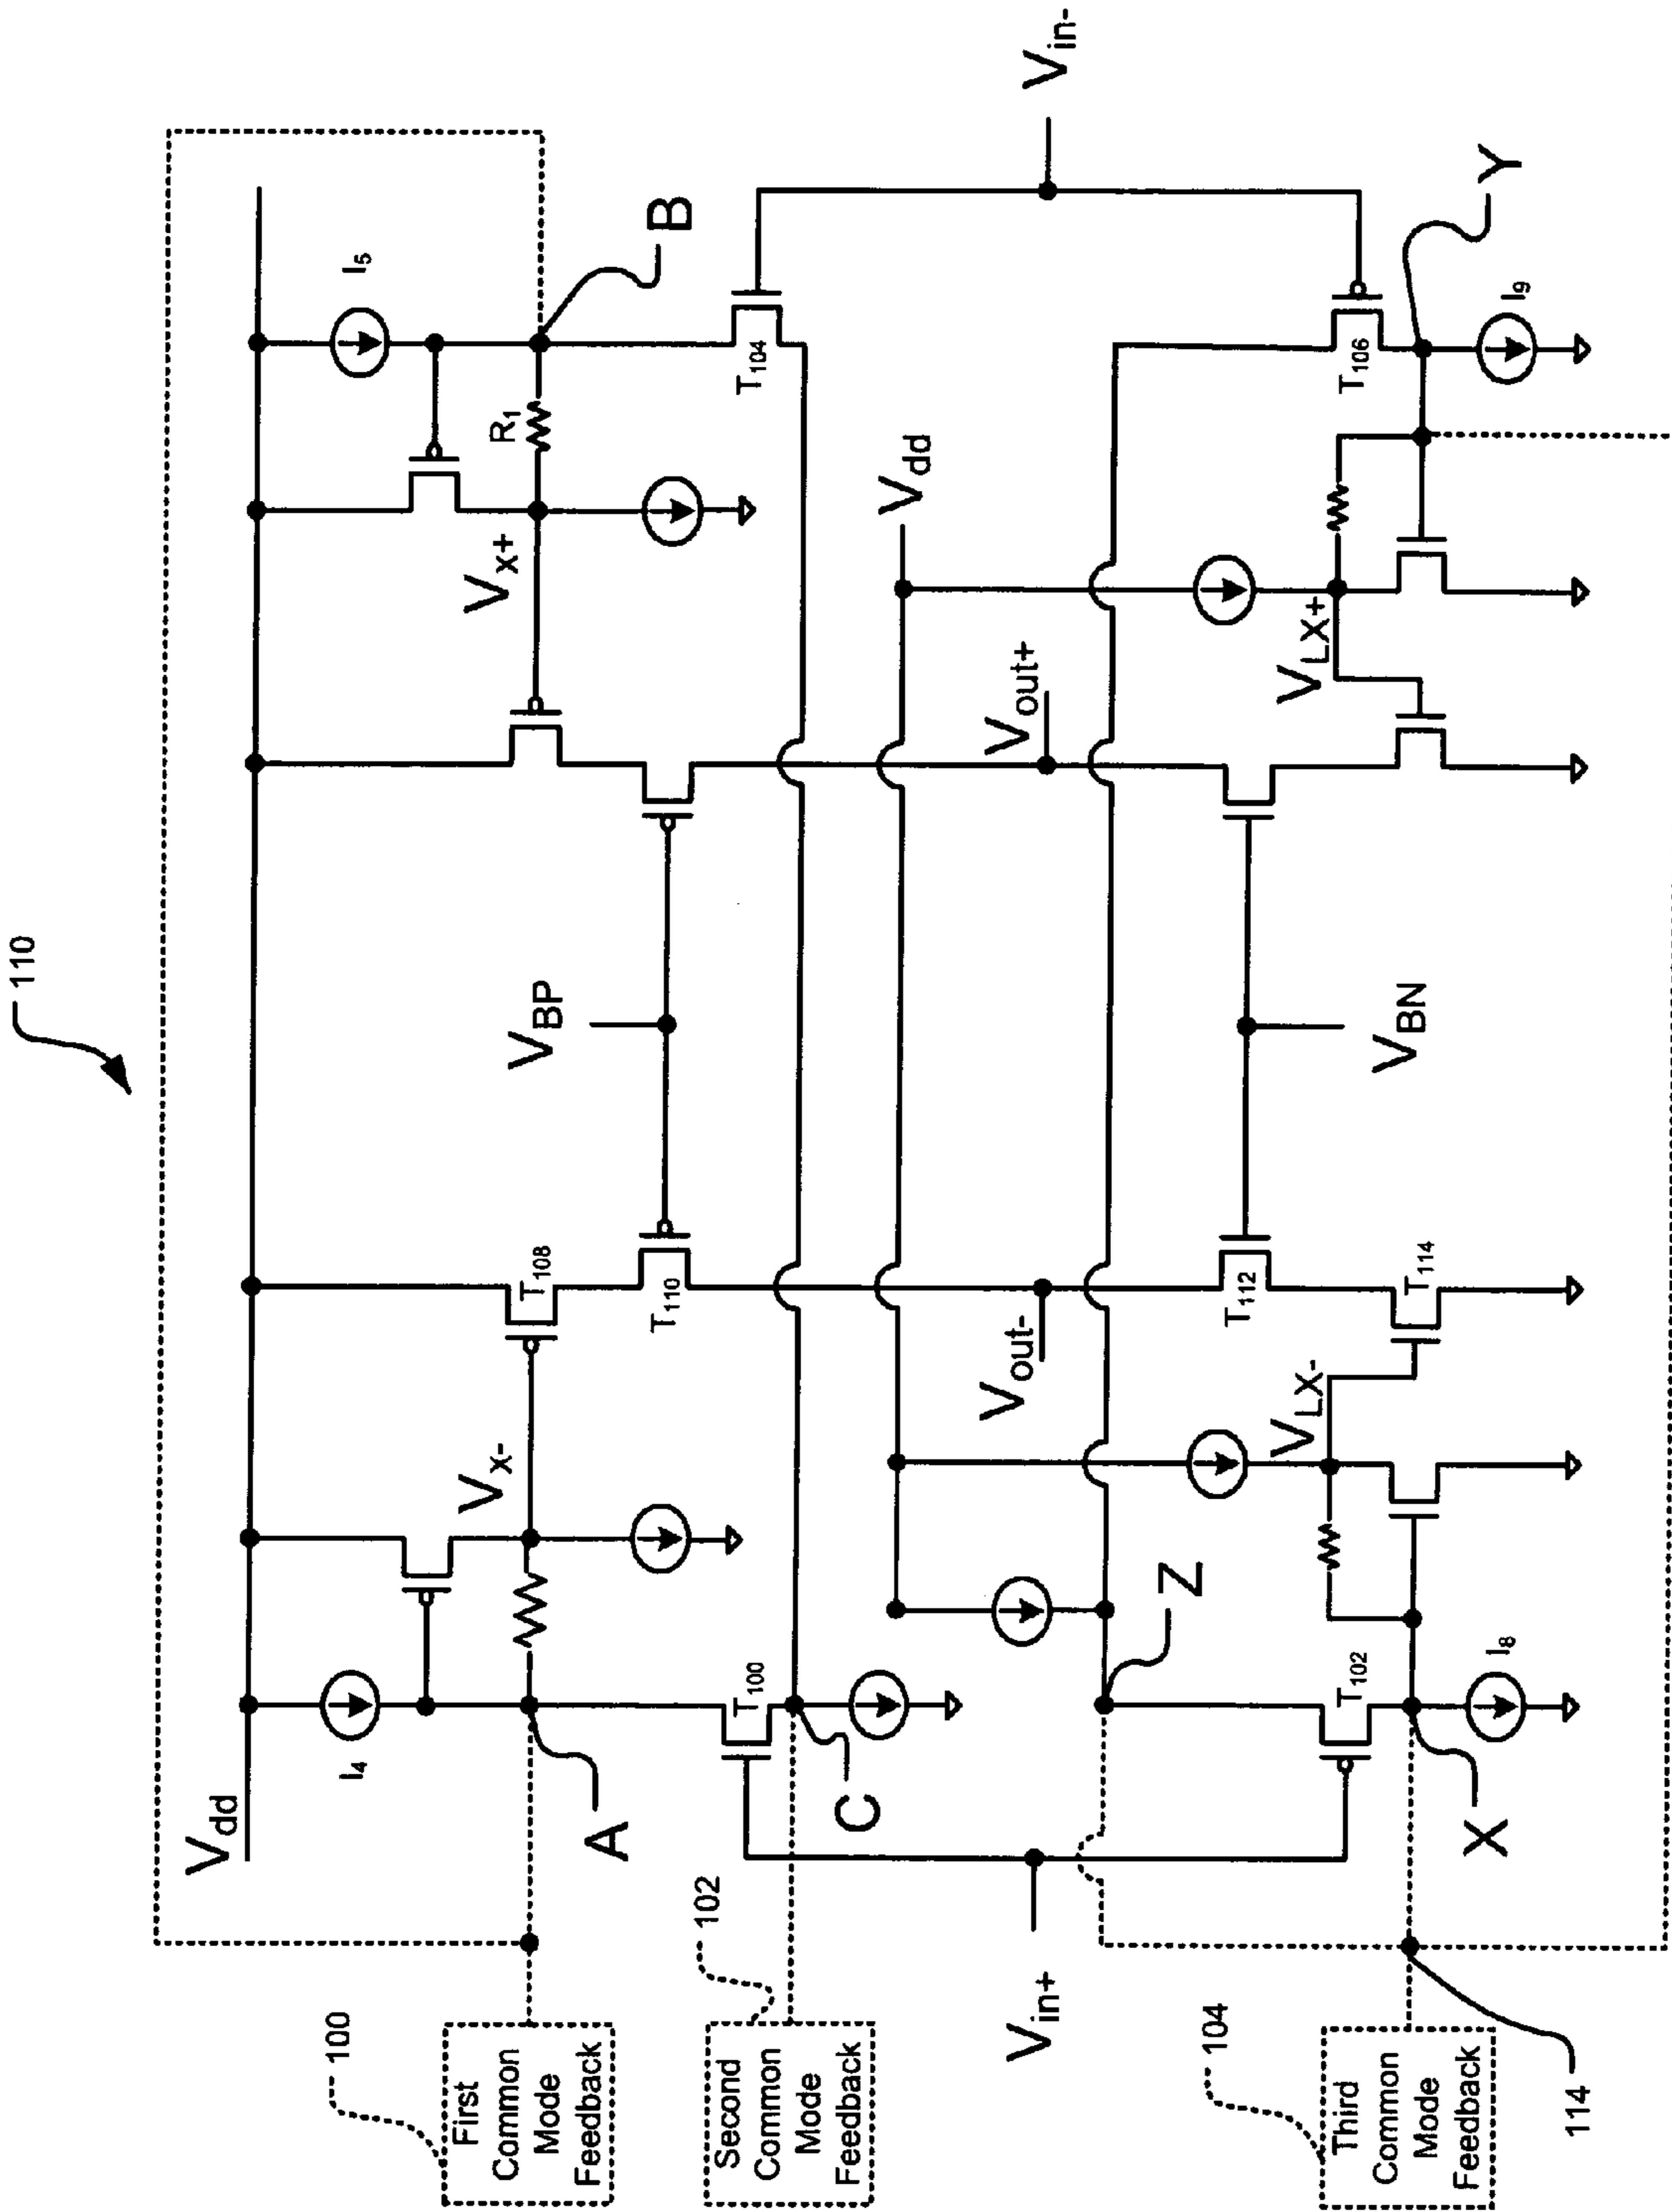 110
Vdd
I4
I5
A
B
Vx-
Vx+
R1
T108
T110
VBP
T100
T104
C
Vin+
Vin-
Vout-
Vout+
Vdd
Z
T102
T106
VLX-
VLX+
T112
T114
VBN
X
Y
I8
I9
100
First
Common
Mode
Feedback
102
Second
Common
Mode
Feedback
104
Third
Common
Mode
Feedback
114